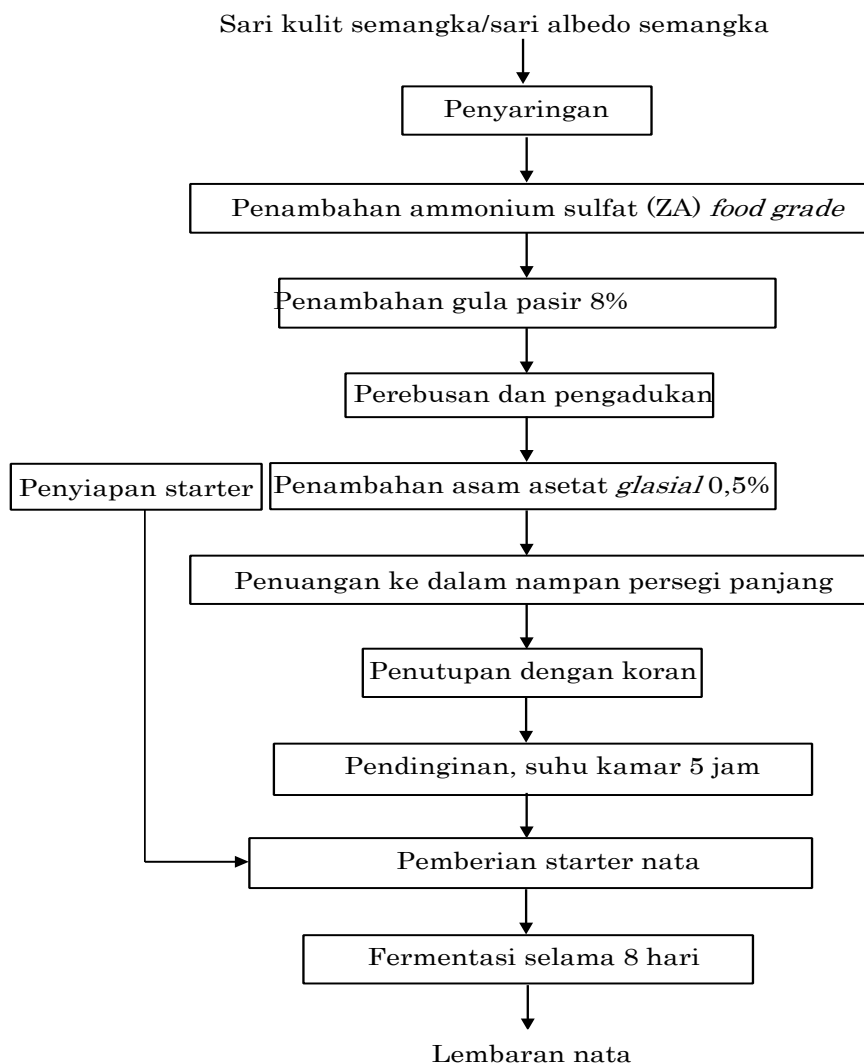 Sari kulit semangka/sari albedo semangka
Penyaringan
Penambahan ammonium sulfat (ZA) food grade
Penambahan gula pasir 8%
Perebusan dan pengadukan
Penyiapan starter
Penambahan asam asetat glasial 0,5%
Penuangan ke dalam nampan persegi panjang
Penutupan dengan koran
Pendinginan, suhu kamar 5 jam
Pemberian starter nata
Fermentasi selama 8 hari
Lembaran nata